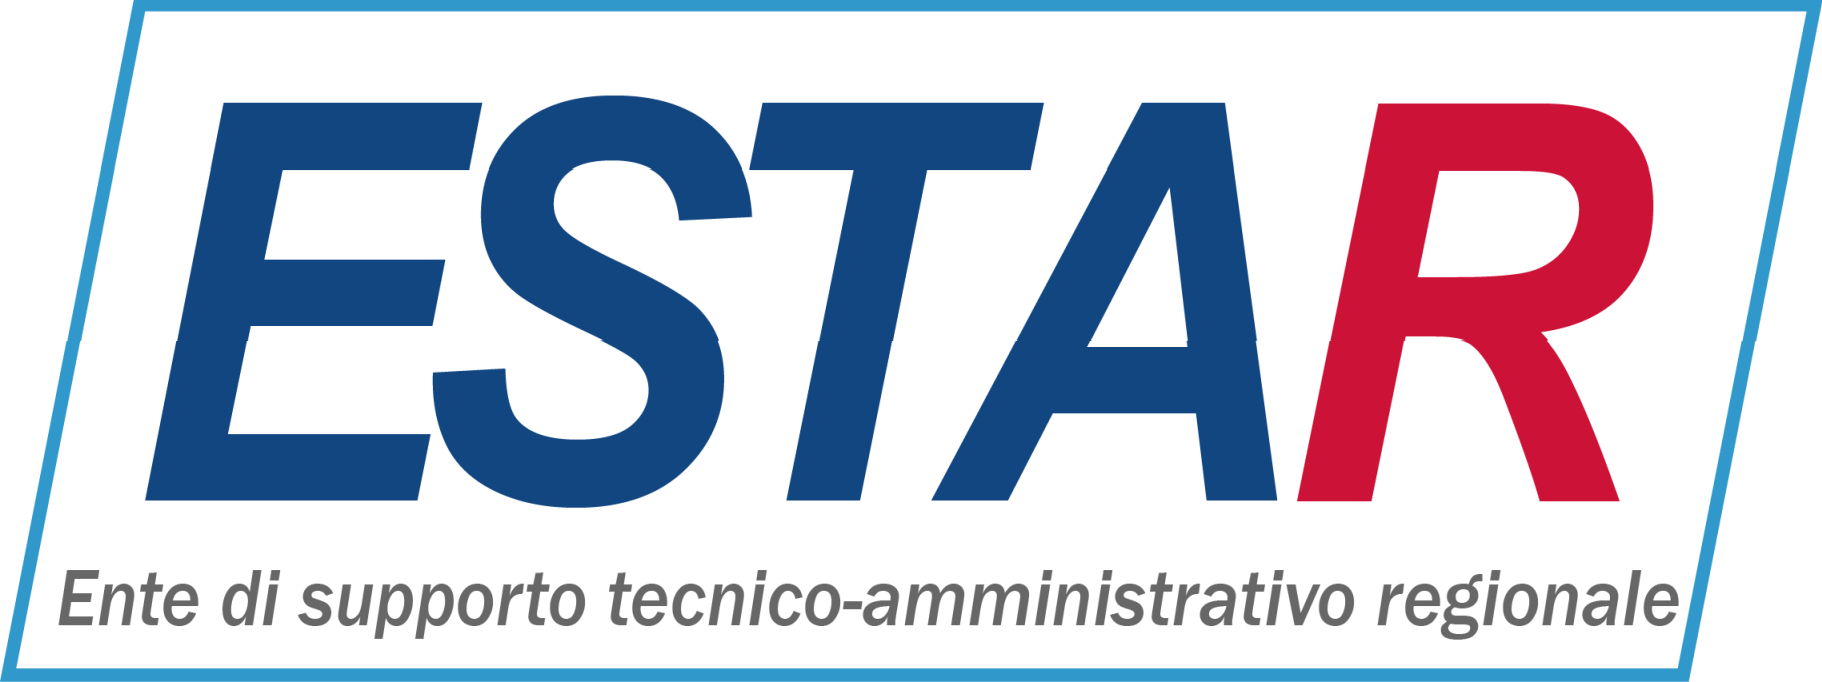 ESTAR
Ente di supporto tecnico-amministrativo regionale